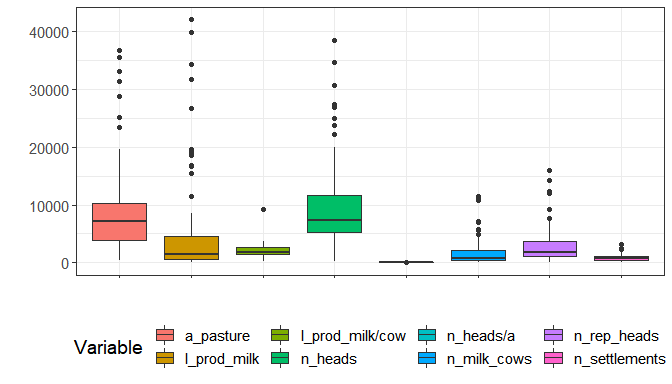 40000
30000
20000
10000
0
Variable
a_pasture l_prod_milk/cow n_heads/a n_rep_heads
l_prod_milk n_heads n_milk_cows n_settlements